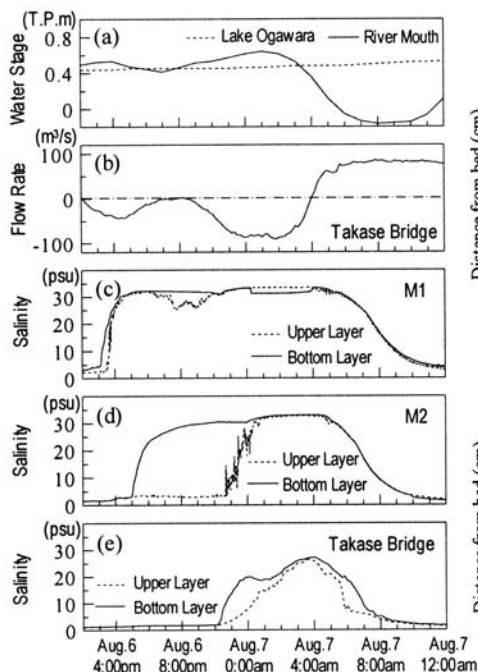 (T.P.m)
0.8
0.4
0
Water Stage
(a)
Lake Ogawara
River Mouth
(m³/s)
100
0
-100
Flow Rate
(b)
Takase Bridge
(psu)
30
20
10
0
Salinity
(c)
M1
Upper Layer
Bottom Layer
(psu)
30
20
10
0
Salinity
(d)
M2
Upper Layer
Bottom Layer
(psu)
30
20
10
0
Salinity
(e)
Takase Bridge
Upper Layer
Bottom Layer
Aug.6 Aug.6 Aug.7 Aug.7 Aug.7 Aug.7
4:00pm 8:00pm 0:00am 4:00am 8:00am 12:00am
Distance from bed (cm)
Distance from bed (cm)